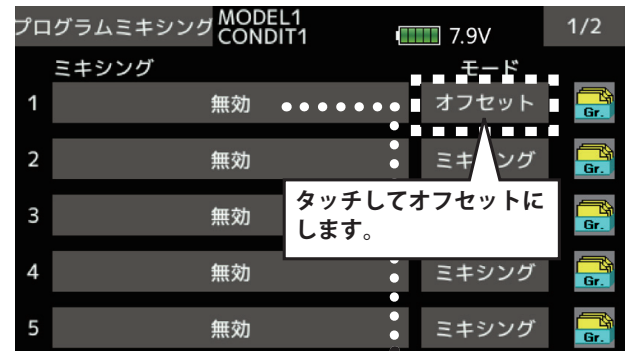 プログラムミキシング MODEL1 CONDIT1 7.9V 1/2
ミキシング モード
1 無効 オフセット Gr.
2 無効 ミキシング Gr.
タッチしてオフセットに
します。
3 無効 Gr.
4 無効 ミキシング Gr.
5 無効 ミキシング Gr.